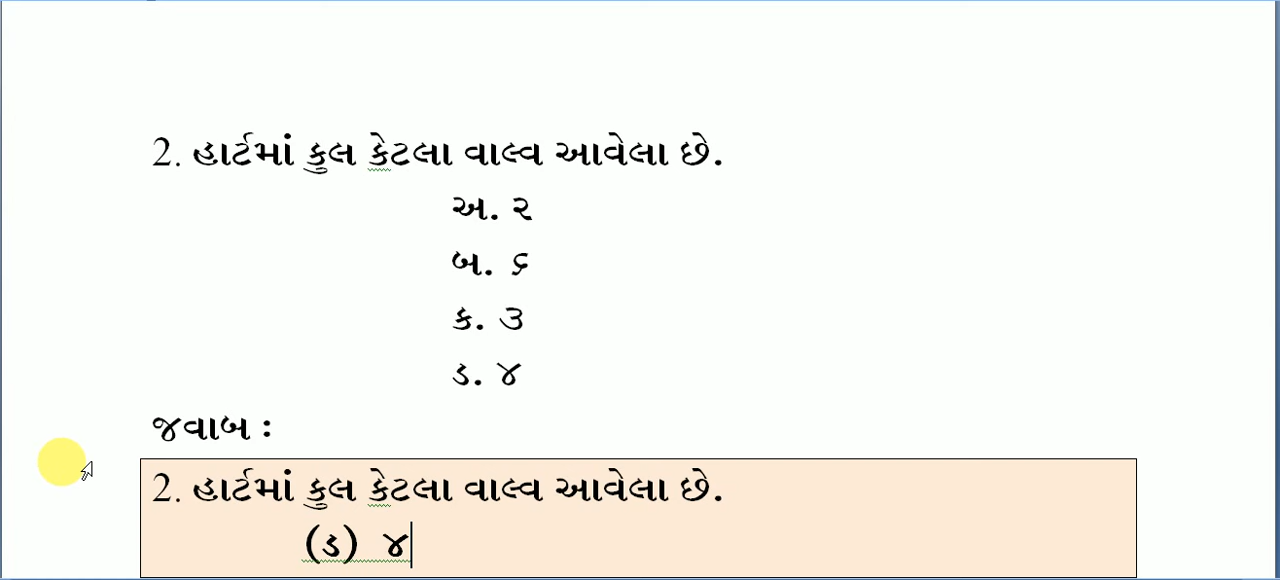 2. હાર્ટમાં કુલ કેટલા વાલ્વ આવેલા છે.
અ. ૨
બ. ૬
ક. ૩
ડ. ૪
જવાબ :
2. હાર્ટમાં કુલ કેટલા વાલ્વ આવેલા છે.
(ડ) ૪